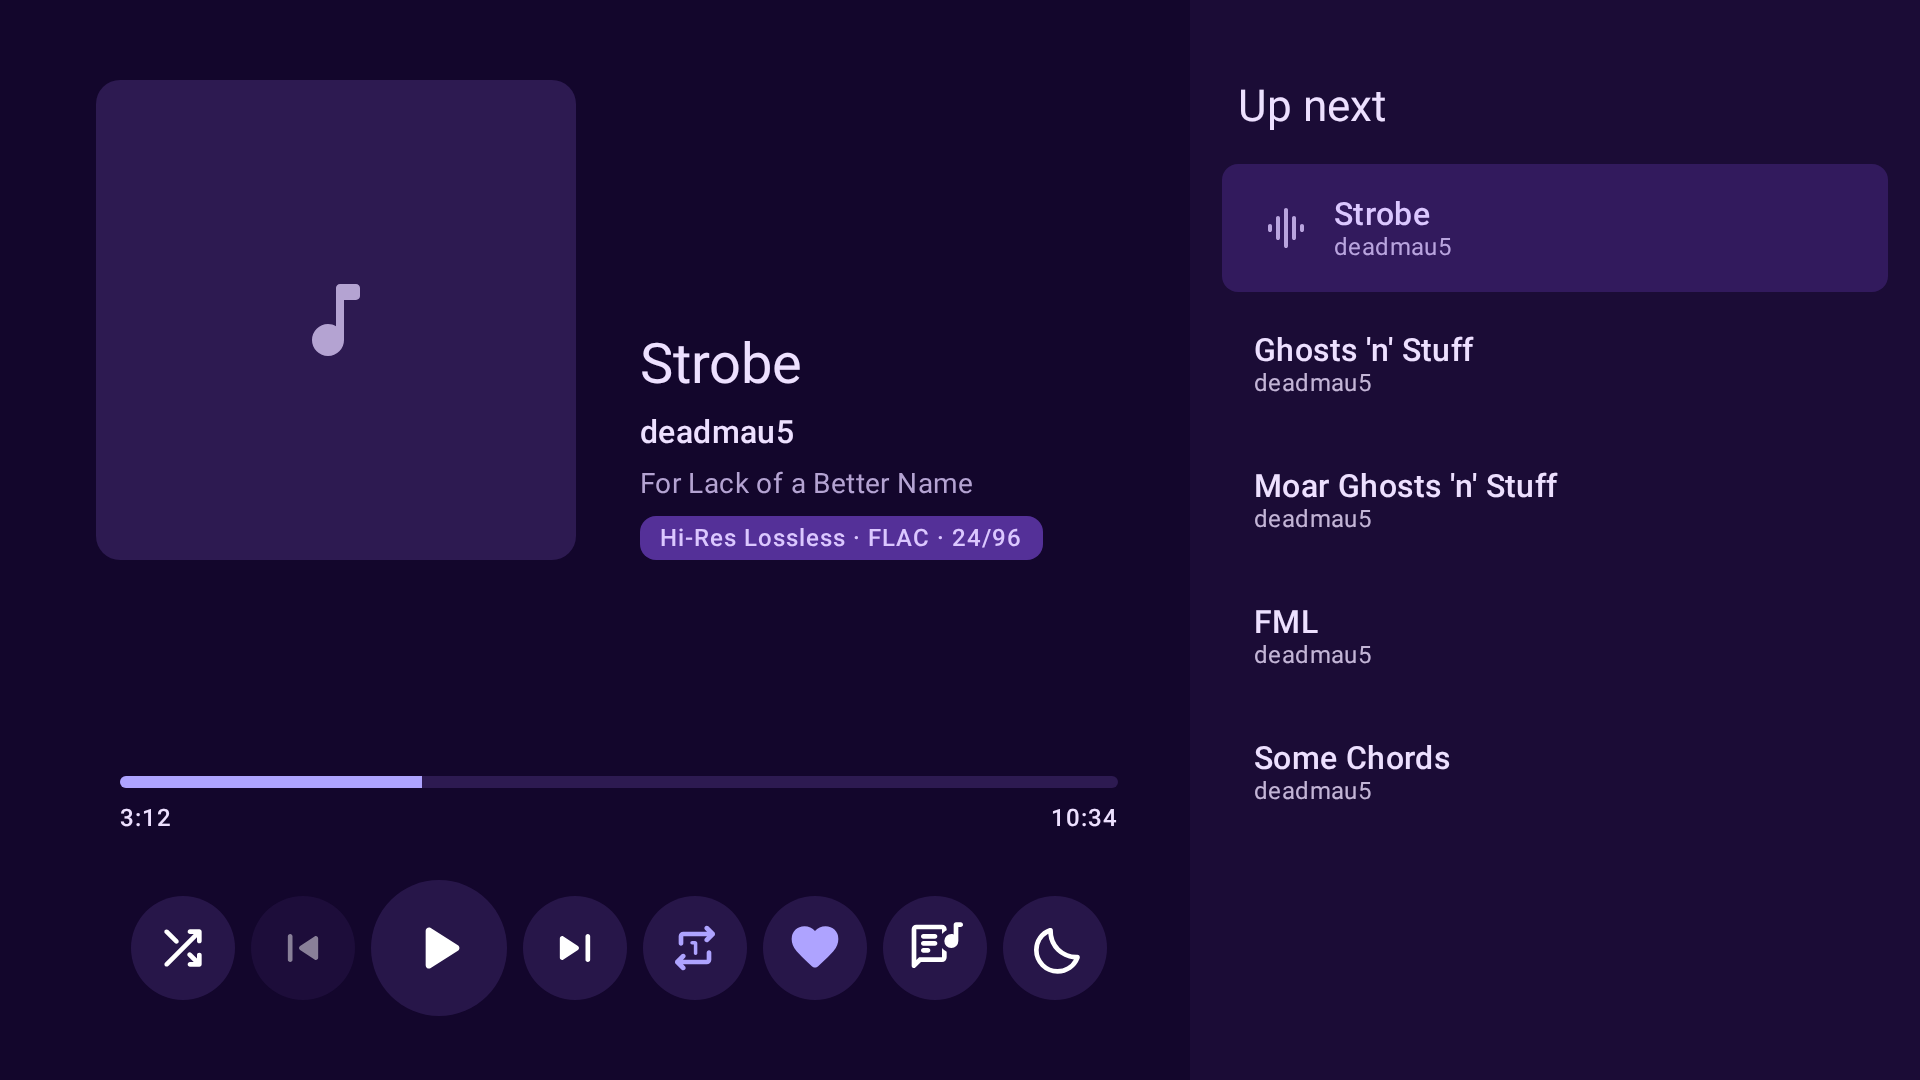 Strobe
deadmau5
For Lack of a Better Name
Hi-Res Lossless · FLAC · 24/96
3:12
10:34
1
Up next
Strobe
deadmau5
Ghosts 'n' Stuff
deadmau5
Moar Ghosts 'n' Stuff
deadmau5
FML
deadmau5
Some Chords
deadmau5